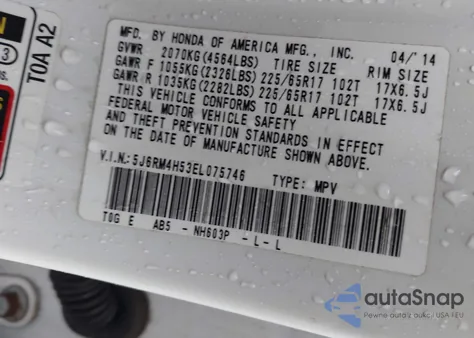 MFD. BY HONDA OF AMERICA MFG., INC. 04/14
GVWR 2070KG(4564LBS) TIRE SIZE RIM SIZE
GAWR F 1055KG(2326LBS) 225/65R17 102T 17X6.5J
GAWR R 1035KG(2282LBS) 225/65R17 102T 17X6.5J
THIS VEHICLE CONFORMS TO ALL APPLICABLE
FEDERAL MOTOR VEHICLE SAFETY
AND THEFT PREVENTION STANDARDS IN EFFECT
ON THE DATE OF MANUFACTURE SHOWN ABOVE.
V.I.N.: 5J6RM4H53EL075746 TYPE: MPV
TOG E AB5 - NH603P - L - L
TOA A2
3
autoSnap